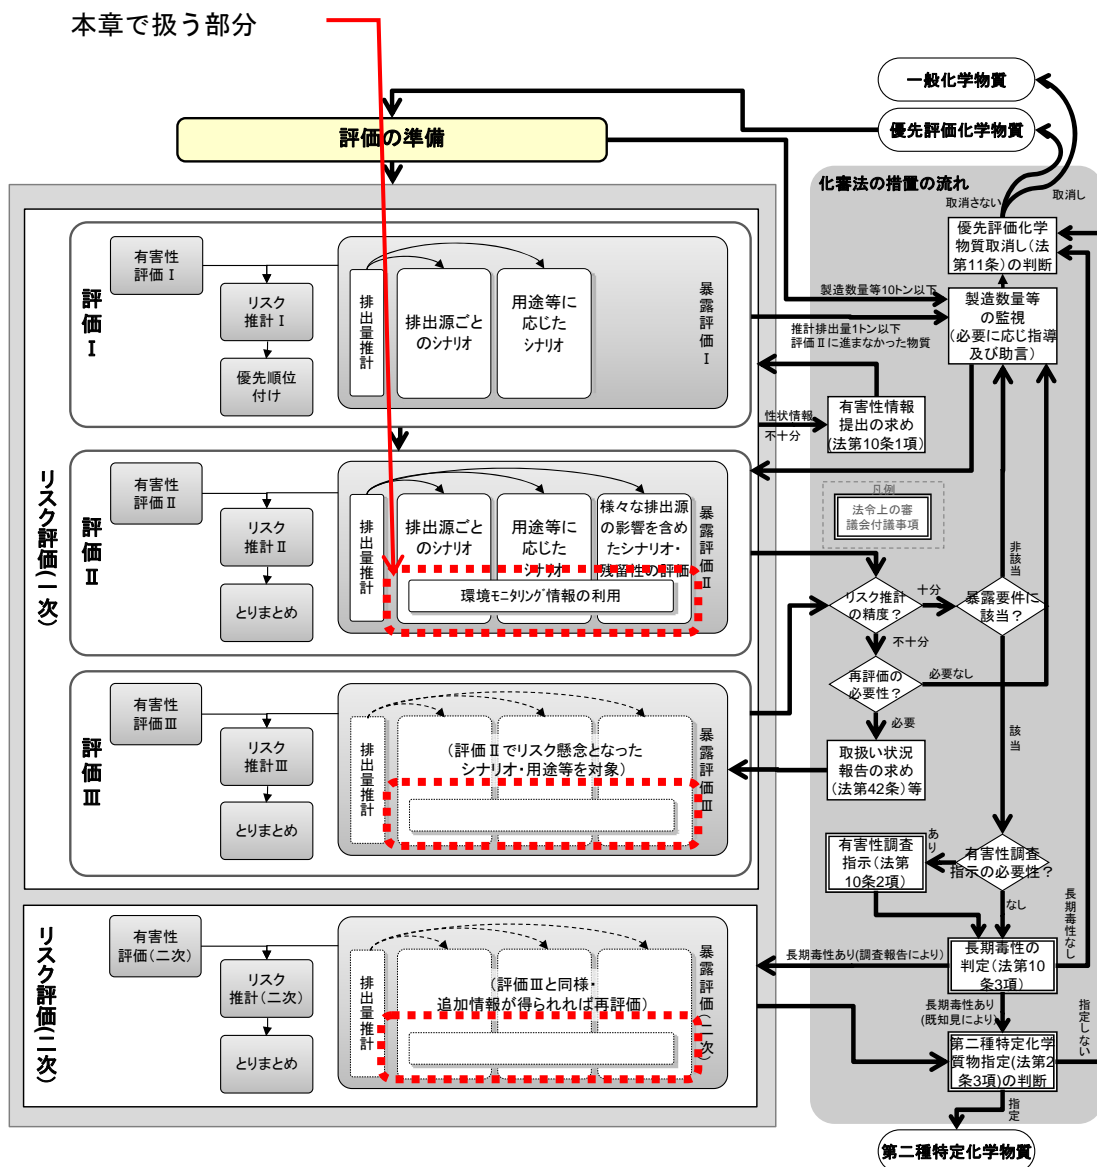 本章で扱う部分
一般化学物質
優先評価化学物質
評価の準備
化審法の措置の流れ
取消さない
取消し
優先評価化学
物質取消し(法
第11条)の判断
製造数量等10トン以下
製造数量等
の監視
(必要に応じ指導
及び助言)
推計排出量1トン以下
評価Ⅱに進まなかった物質
性状情報
不十分
有害性情報
提出の求め
(法第10条1項)
凡例
法令上の審
議会付議事項
リスク評価(一次)
評価Ⅰ
有害性
評価Ⅰ
リスク
推計Ⅰ
優先順位
付け
排出量推計
排出源ごと
のシナリオ
用途等に
応じた
シナリオ
暴露評価Ⅰ
評価Ⅱ
有害性
評価Ⅱ
リスク
推計Ⅱ
とりまとめ
排出量推計
排出源ごと
のシナリオ
用途等に
応じた
シナリオ
様々な排出源
の影響を含め
たシナリオ・
残留性の評価
環境モニタリング情報の利用
暴露評価Ⅱ
リスク推計
の精度?
十分
不十分
暴露要件に
該当?
非該当
該当
再評価の
必要性?
必要なし
必要
取扱い状況
報告の求め
(法第42条)等
評価Ⅲ
有害性
評価Ⅲ
リスク
推計Ⅲ
とりまとめ
排出量推計
(評価Ⅱでリスク懸念となった
シナリオ・用途等を対象)
暴露評価Ⅲ
有害性調査
指示の必要性?
あり
なし
有害性調査
指示(法第
10条2項)
長期毒性なし
長期毒性の
判定(法第10
条3項)
長期毒性あり(調査報告により)
長期毒性あり
(既知見により)
指定しない
第二種特定化学
質物指定(法第2
条3項)の判断
指定
第二種特定化学物質
リスク評価(二次)
有害性
評価(二次)
リスク
推計(二次)
とりまとめ
排出量推計
(評価Ⅲと同様・
追加情報が得られれば再評価)
暴露評価(二次)